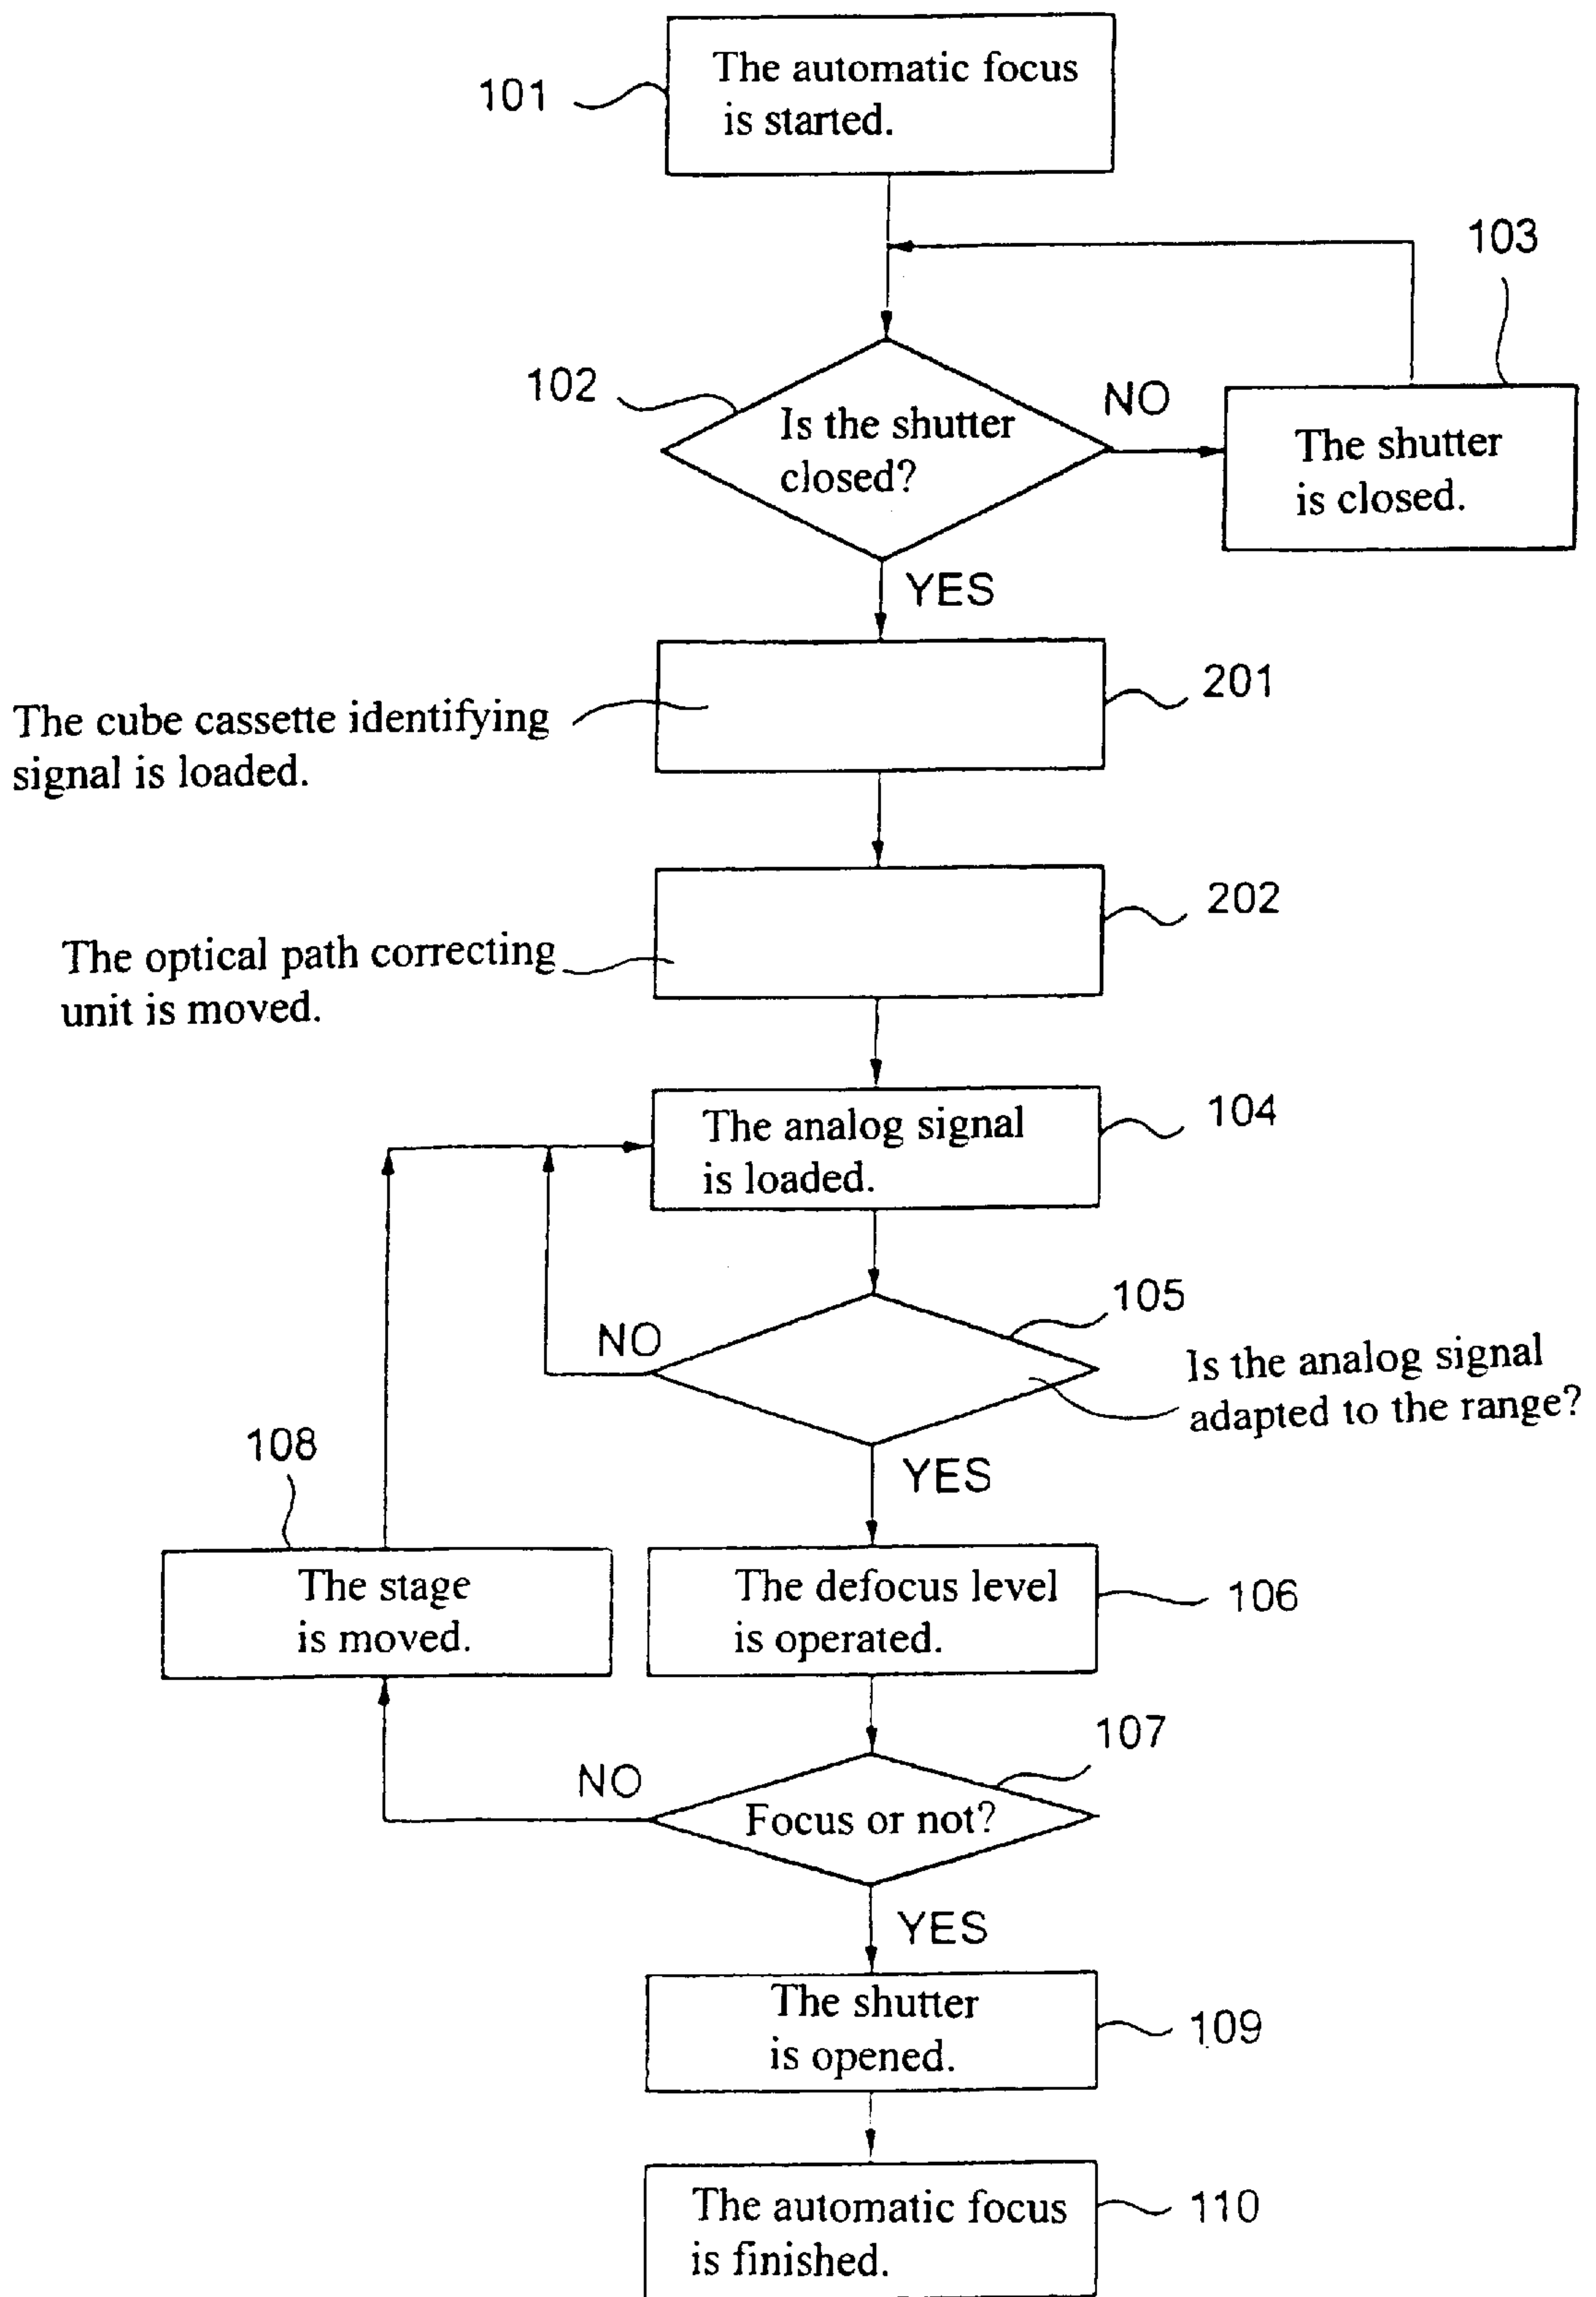 The automatic focus
is started.
101
103
102
Is the shutter
closed?
NO
The shutter
is closed.
YES
201
The cube cassette identifying
signal is loaded.
202
The optical path correcting
unit is moved.
The analog signal
is loaded.
104
105
NO
Is the analog signal
adapted to the range?
108
YES
The stage
is moved.
The defocus level
is operated.
106
107
NO
Focus or not?
YES
The shutter
is opened.
109
The automatic focus
is finished.
110